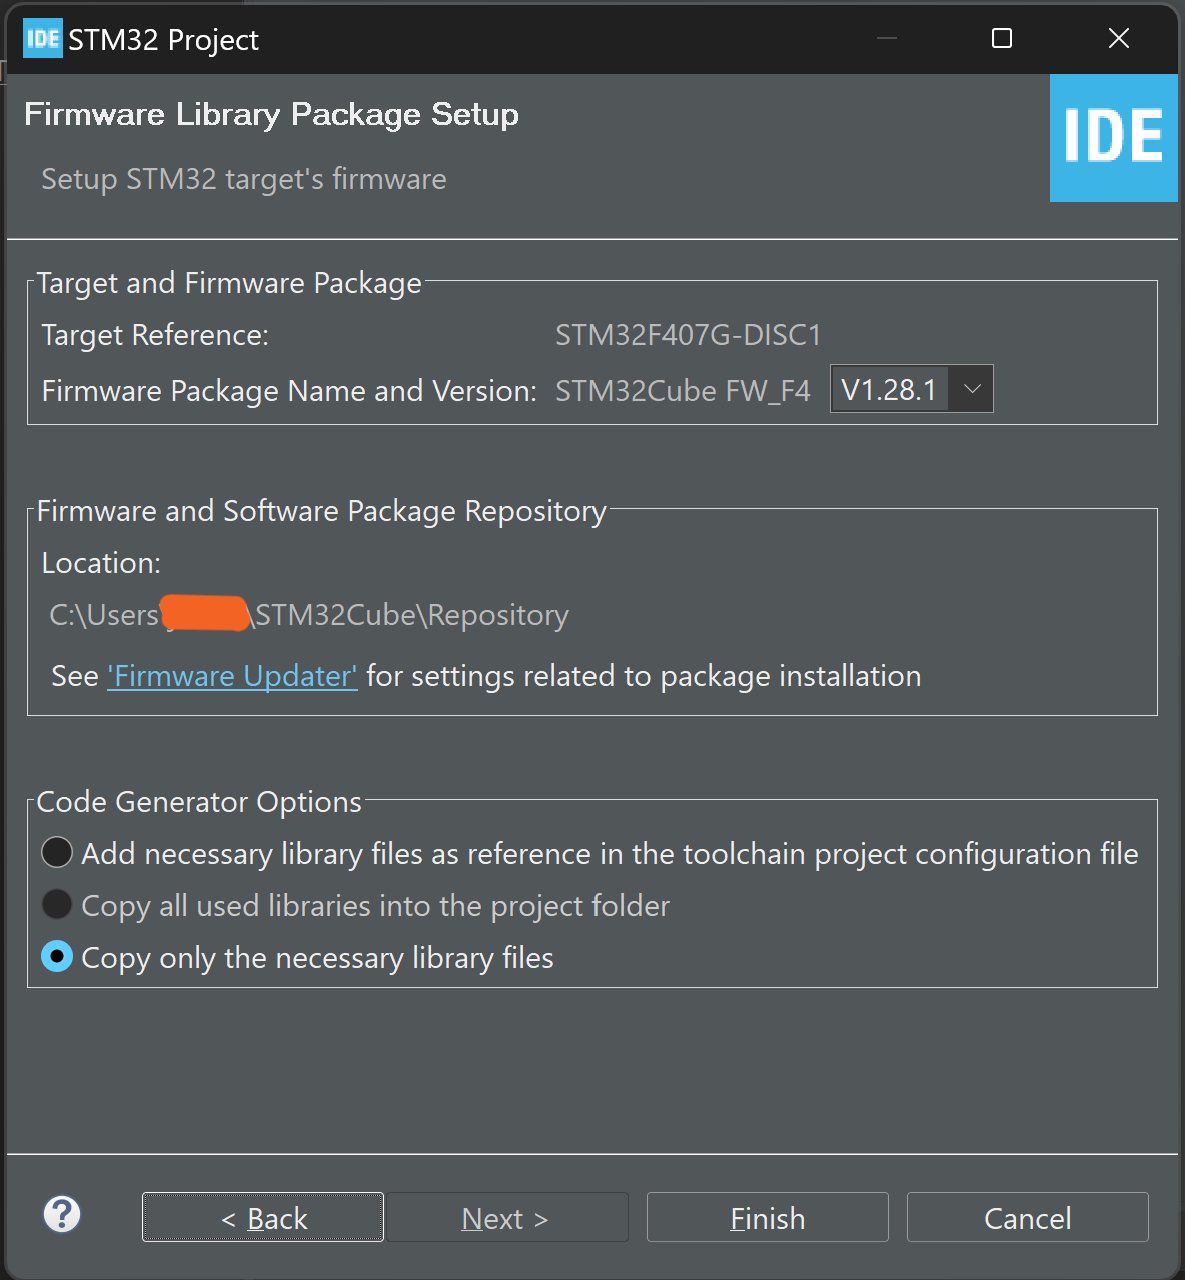 IDE STM32 Project
Firmware Library Package Setup
IDE
Setup STM32 target's firmware
Target and Firmware Package
Target Reference: STM32F407G-DISC1
Firmware Package Name and Version: STM32Cube FW_F4 V1.28.1
Firmware and Software Package Repository
Location:
C:\Users\STM32Cube\Repository
See 'Firmware Updater' for settings related to package installation
Code Generator Options
Add necessary library files as reference in the toolchain project configuration file
Copy all used libraries into the project folder
Copy only the necessary library files
? < Back Next > Finish Cancel